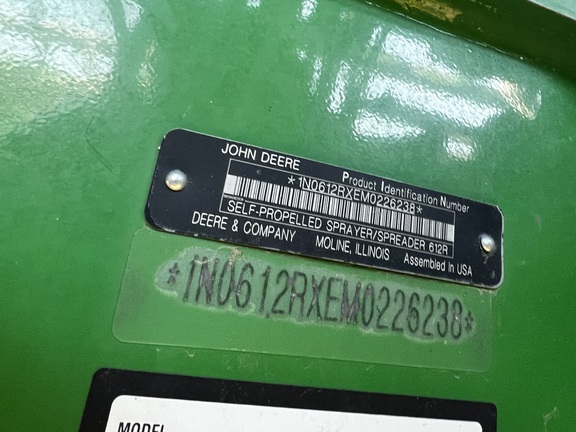 JOHN DEERE
Product Identification Number
*1N0612RXEM0226238*
SELF-PROPELLED SPRAYER/SPREADER 612R
DEERE & COMPANY MOLINE, ILLINOIS Assembled in USA
*1N0612RXEM0226238*
MODEL